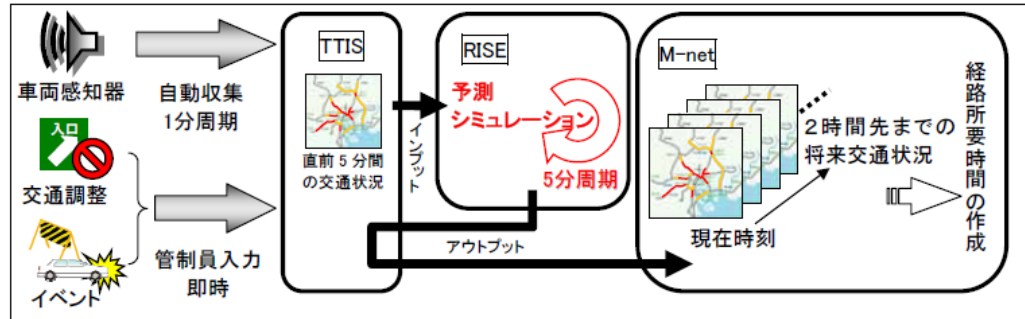 車両感知器
自動収集
1分周期
入口
交通調整
イベント
管制員入力
即時
TTIS
直前5分間
の交通状況
インプット
RISE
予測
シミュレーション
5分周期
アウトプット
M-net
2時間先までの
将来交通状況
現在時刻
経路所要時間の作成